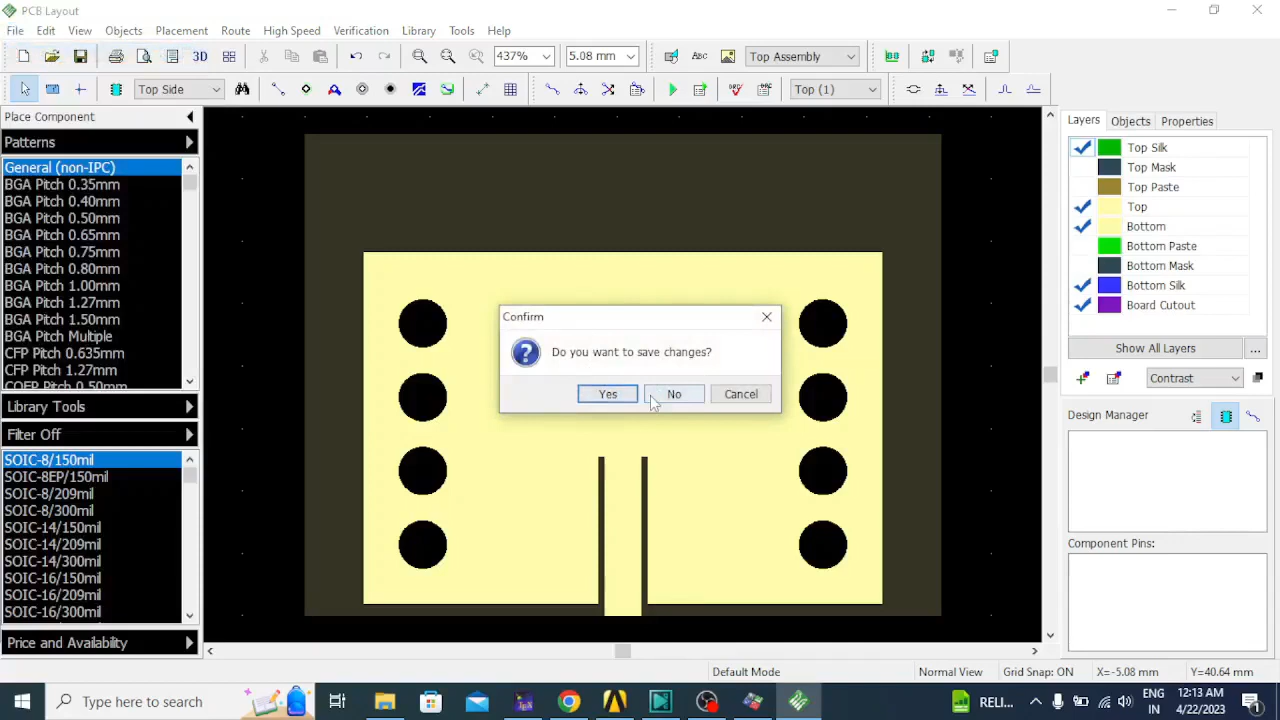 PCB Layout
File Edit View Objects Placement Route High Speed Verification Library Tools Help
3D 437% 5.08 mm Abc Top Assembly
Top Side Top (1)
Place Component
Patterns
General (non-IPC)
BGA Pitch 0.35mm
BGA Pitch 0.40mm
BGA Pitch 0.50mm
BGA Pitch 0.65mm
BGA Pitch 0.75mm
BGA Pitch 0.80mm
BGA Pitch 1.00mm
BGA Pitch 1.27mm
BGA Pitch 1.50mm
BGA Pitch Multiple
CFP Pitch 0.635mm
CFP Pitch 1.27mm
COFP Pitch 0.50mm
Library Tools
Filter Off
SOIC-8/150mil
SOIC-8EP/150mil
SOIC-8/209mil
SOIC-8/300mil
SOIC-14/150mil
SOIC-14/209mil
SOIC-14/300mil
SOIC-16/150mil
SOIC-16/209mil
SOIC-16/300mil
Price and Availability
Confirm
Do you want to save changes?
Yes No Cancel
Layers Objects Properties
Top Silk
Top Mask
Top Paste
Top
Bottom
Bottom Paste
Bottom Mask
Bottom Silk
Board Cutout
Show All Layers ...
Contrast
Design Manager
Component Pins:
Default Mode Normal View Grid Snap: ON X=-5.08 mm Y=40.64 mm
Type here to search
RELI... ENG IN 12:13 AM 4/22/2023 1